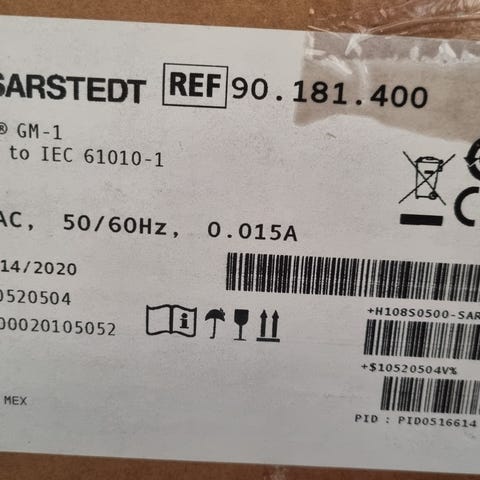 SARSTEDT REF 90.181.400
® GM-1
to IEC 61010-1
AC, 50/60Hz, 0.015A
14/2020
0520504
00020105052
+H108S0500-SAR
+$10520504V%
MEX
PID : PID0516614